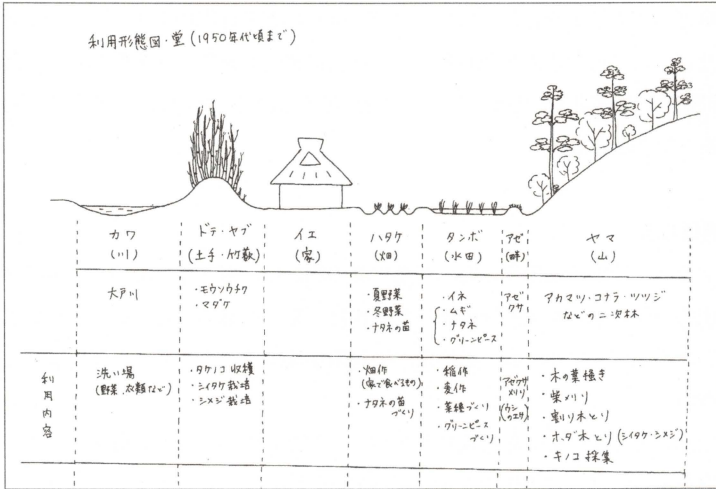 利用形態図・堂 (1950年代頃まで)
カワ
(川)
ドテ・ヤブ
(土手・竹藪)
イエ
(家)
ハタケ
(畑)
タンボ
(水田)
アゼ
(畔)
ヤマ
(山)
大戸川
・モウソウチク
・マダケ
・夏野菜
・冬野菜
・ナタネの苗
・イネ
・ムギ
・ナタネ
・グリーンピース
アゼ
クサ
アカマツ・コナラ・ツツジ
などの二次林
利用内容
洗い場
(野菜、衣類など)
・タケノコ収穫
・シイタケ栽培
・シメジ栽培
・畑作
(家で食べるもの)
・ナタネの苗
づくり
・稲作
・麦作
・菜種づくり
・グリーンピース
づくり
アゼクサ
メリリ
(ウシ
のエサ)
・木の葉掻き
・柴メリリ
・割り木とり
・ホダ木とり (シイタケ・シメジ)
・キノコ採集